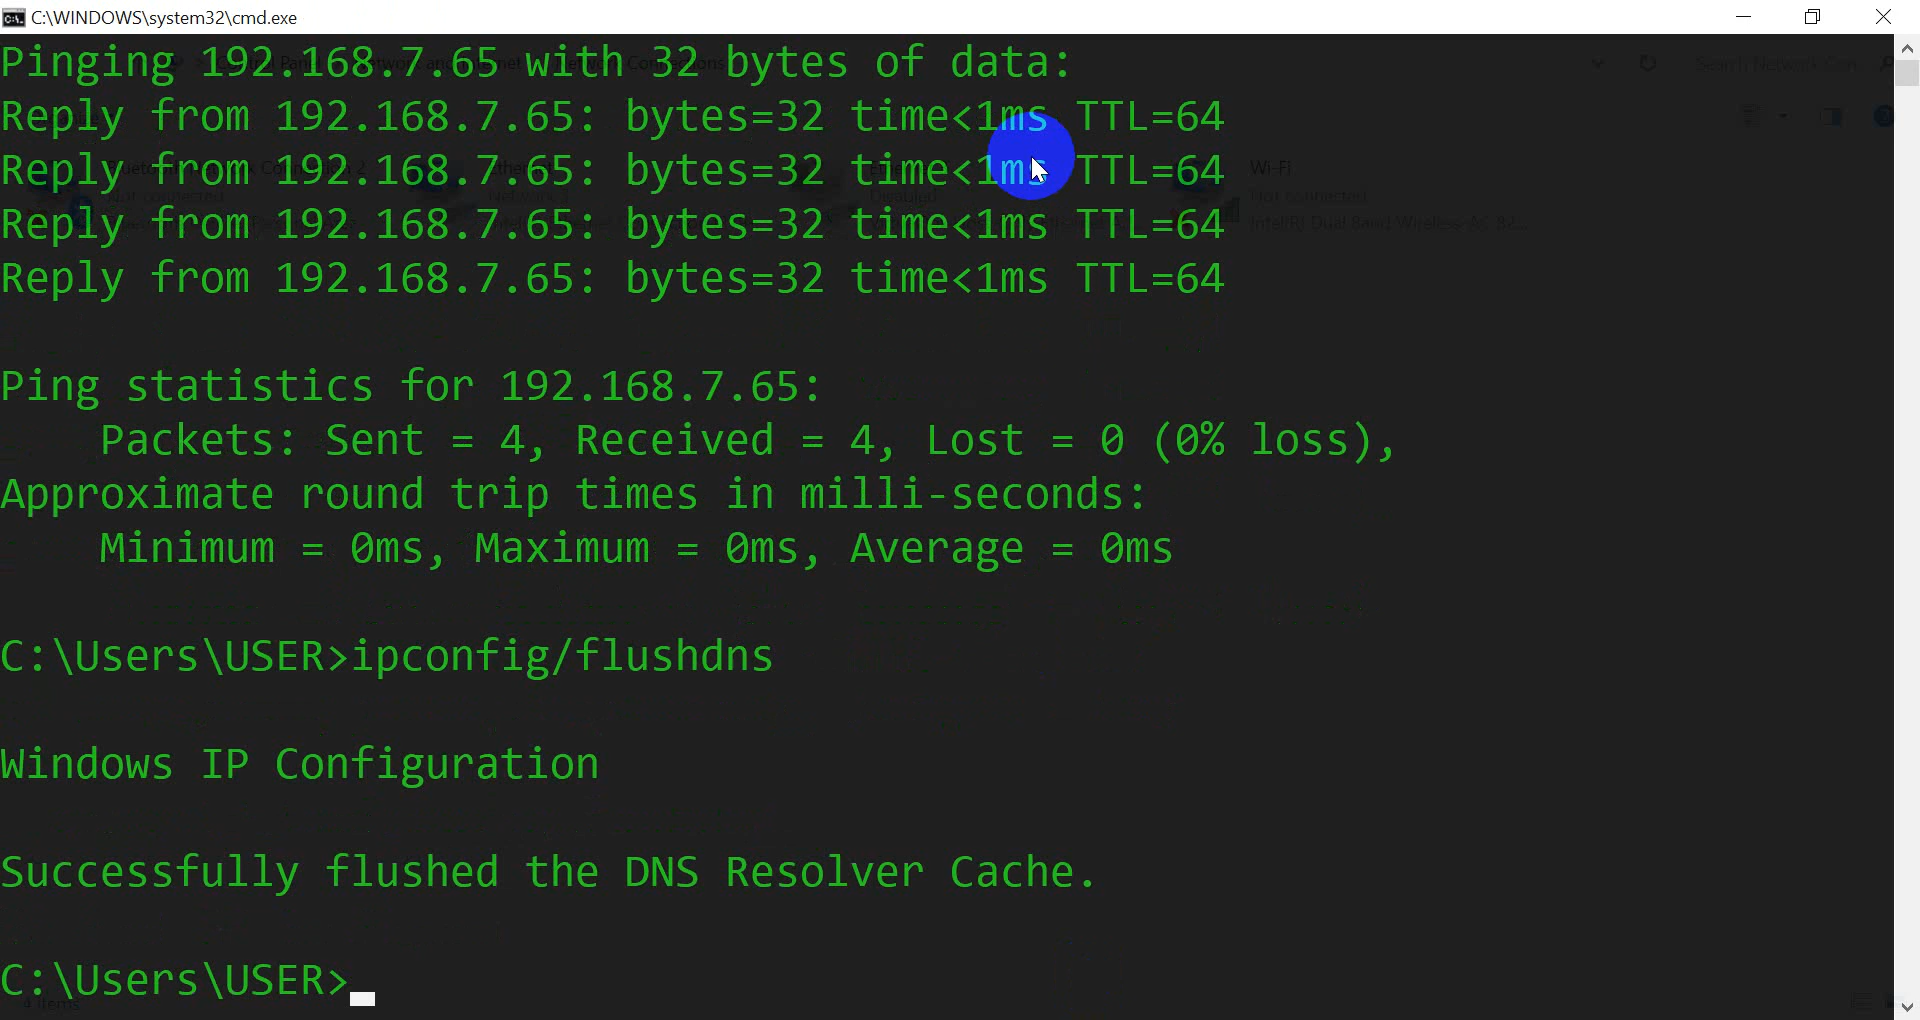 C:\WINDOWS\system32\cmd.exe
Pinging 192.168.7.65 with 32 bytes of data:
Reply from 192.168.7.65: bytes=32 time<1ms TTL=64
Reply from 192.168.7.65: bytes=32 time<1ms TTL=64
Reply from 192.168.7.65: bytes=32 time<1ms TTL=64
Reply from 192.168.7.65: bytes=32 time<1ms TTL=64
Wi-Fi
Not connected
Intel(R) Dual Band Wireless-AC 82...
Ping statistics for 192.168.7.65:
Packets: Sent = 4, Received = 4, Lost = 0 (0% loss),
Approximate round trip times in milli-seconds:
Minimum = 0ms, Maximum = 0ms, Average = 0ms
C:\Users\USER>ipconfig/flushdns
Windows IP Configuration
Successfully flushed the DNS Resolver Cache.
C:\Users\USER>
4 items